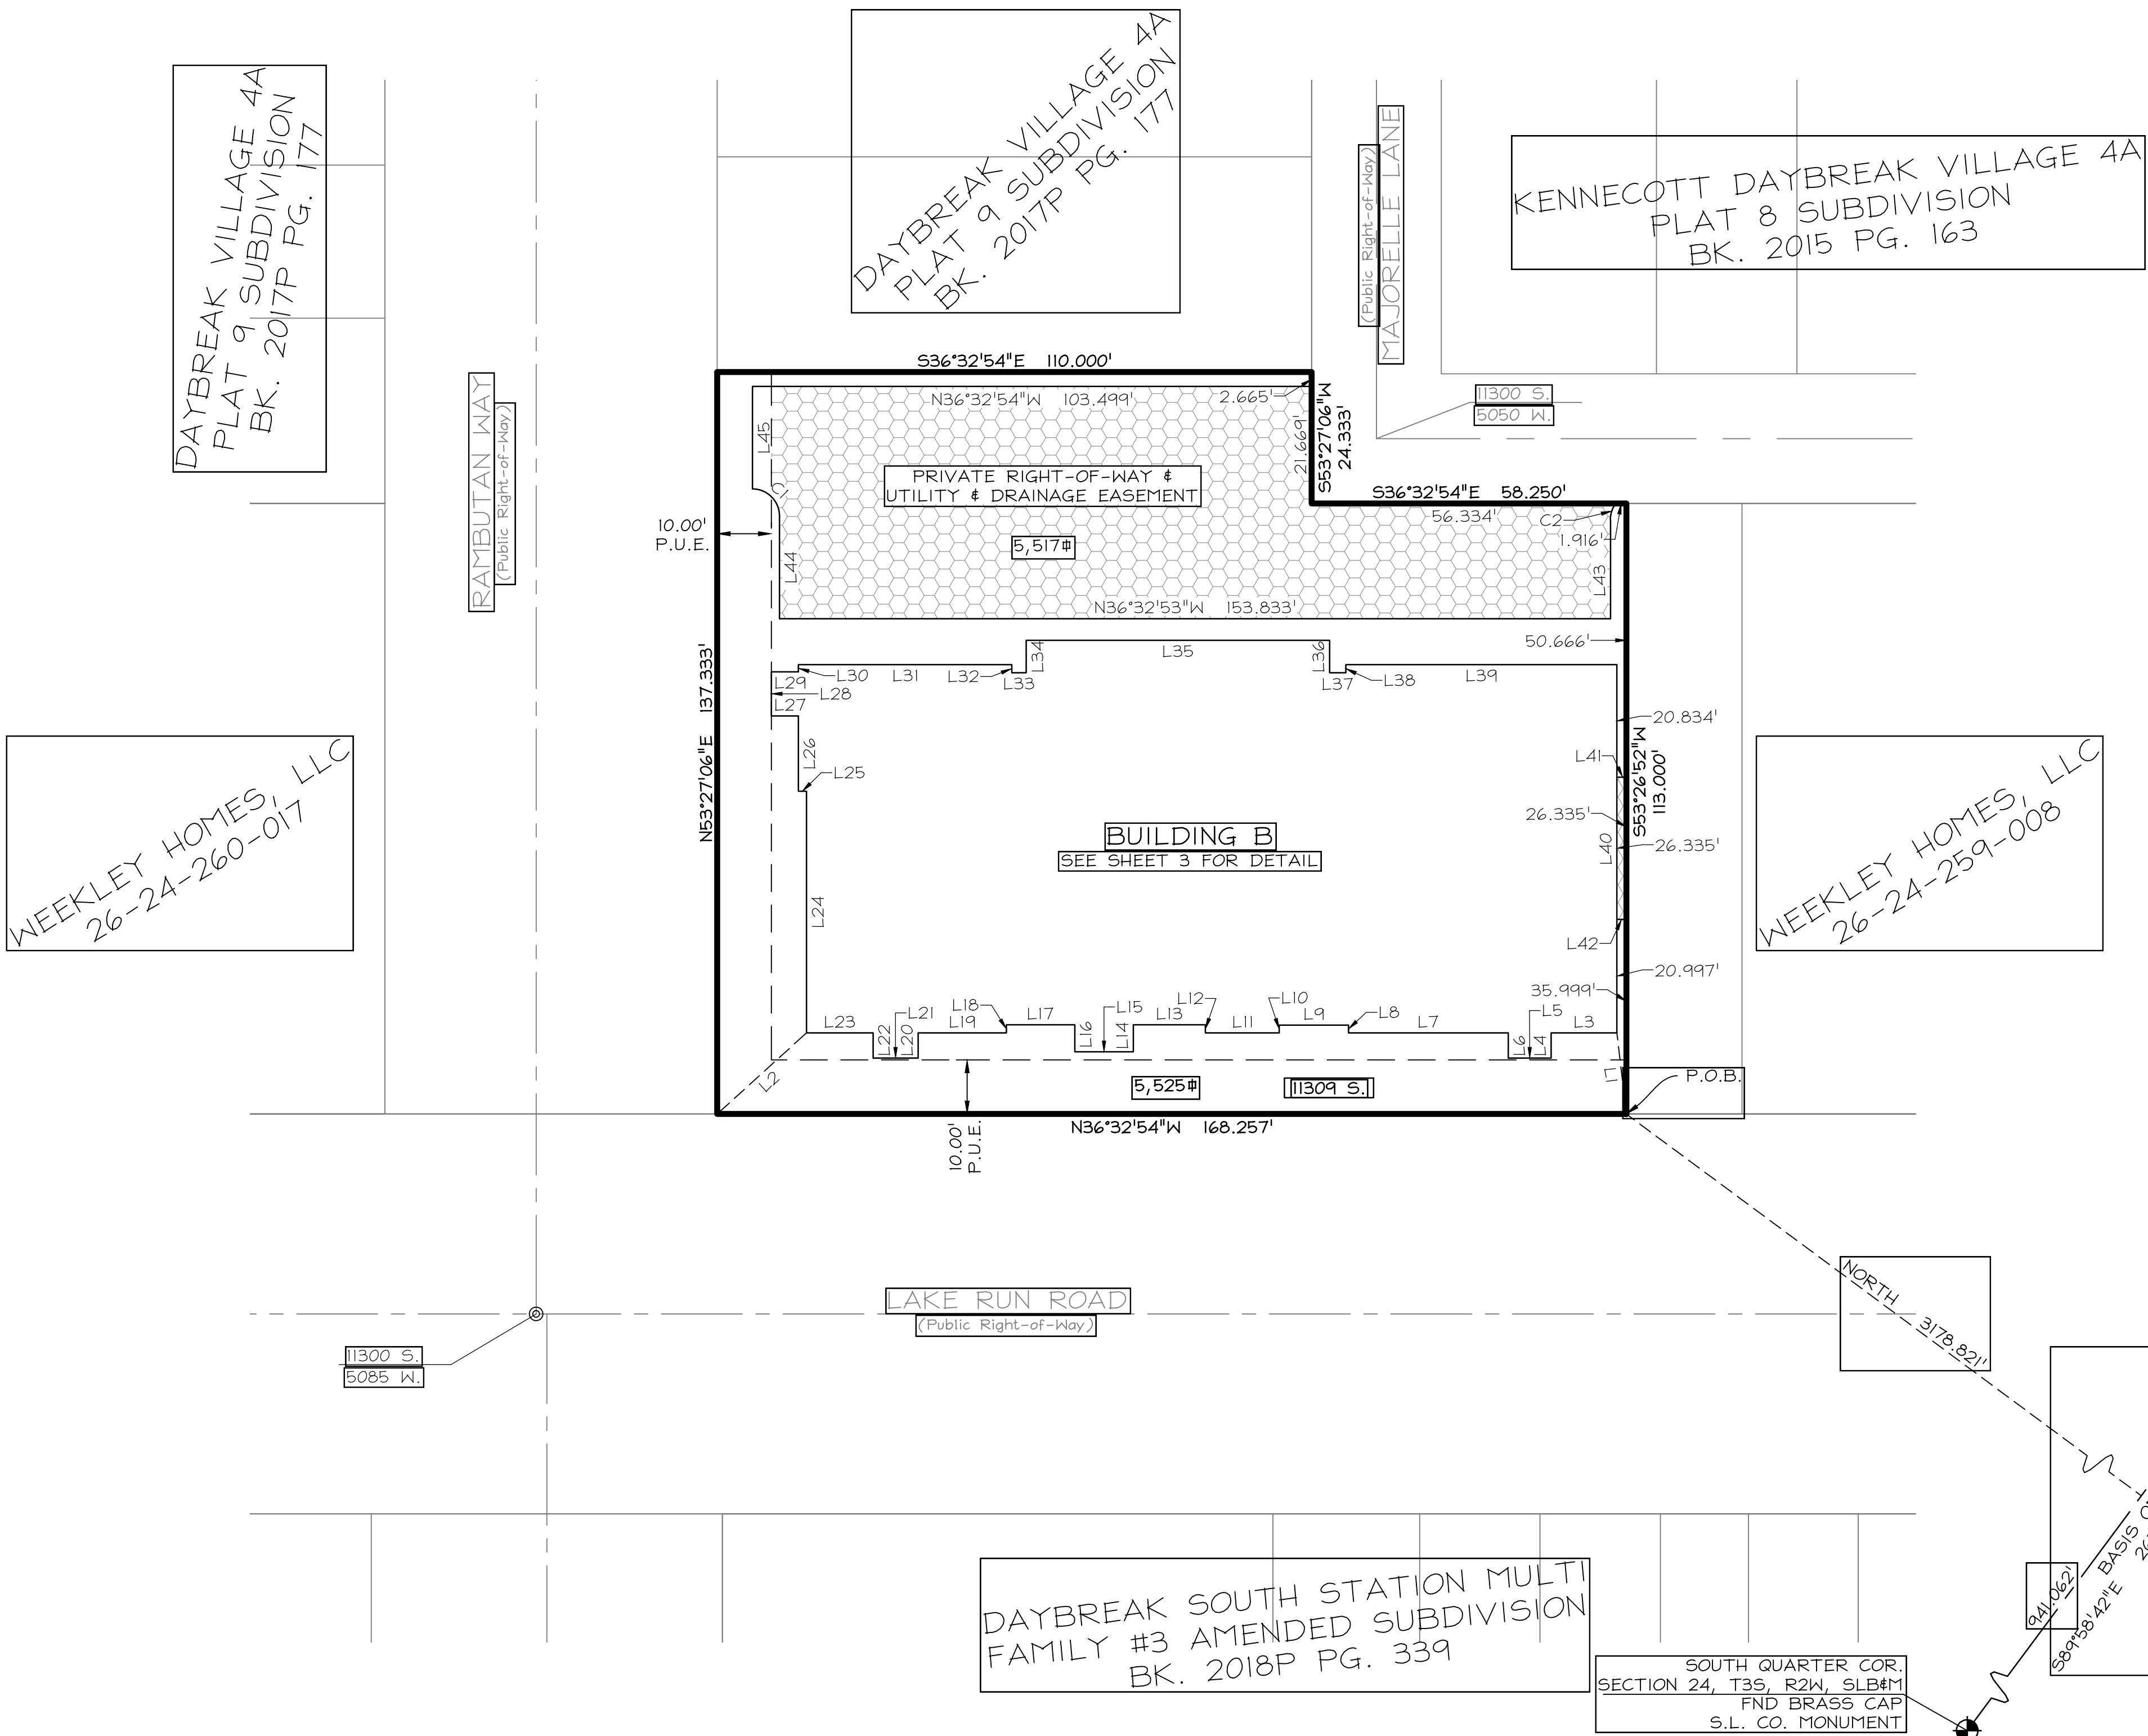 DAYBREAK VILLAGE 4A
PLAT 9 SUBDIVISION
BK. 2017P PG. 177
DAYBREAK VILLAGE 4A
PLAT 9 SUBDIVISION
BK. 2017P PG. 177
(Public Right-of-Way)
MAJORELLE LANE
KENNECOTT DAYBREAK VILLAGE 4A
PLAT 8 SUBDIVISION
BK. 2015 PG. 163
11300 S.
5050 W.
RAMBUTAN WAY
(Public Right-of-Way)
S36°32'54"E 110.000'
N36°32'54"W 103.499'
2.665'
21.669'
S53°27'06"W
24.333'
L45
C1
PRIVATE RIGHT-OF-WAY &
UTILITY & DRAINAGE EASEMENT
S36°32'54"E 58.250'
56.334'
C2
1.916'
10.00'
P.U.E.
5,517⌗
L44
L43
N36°32'53"W 153.833'
50.666'
N53°27'06"E 137.333'
L34
L35
L36
L29
L30
L31
L32
L33
L37
L38
L39
L28
L27
20.834'
L26
L25
L41
S53°26'52"W
113.000'
26.335'
26.335'
L40
BUILDING B
SEE SHEET 3 FOR DETAIL
WEEKLEY HOMES, LLC
26-24-260-017
WEEKLEY HOMES, LLC
26-24-259-008
L24
L42
20.997'
35.999'
L23
L22
L21
L20
L19
L18
L17
L16
L15
L14
L13
L12
L11
L10
L9
L8
L7
L6
L5
L4
L3
L2
L1
5,525⌗
11309 S.
P.O.B.
10.00'
P.U.E.
N36°32'54"W 168.257'
LAKE RUN ROAD
(Public Right-of-Way)
11300 S.
5085 W.
NORTH 3178.821'
DAYBREAK SOUTH STATION MULTI
FAMILY #3 AMENDED SUBDIVISION
BK. 2018P PG. 339
941.062'
BASIS
S89°58'42"E
SOUTH QUARTER COR.
SECTION 24, T3S, R2W, SLB&M
FND BRASS CAP
S.L. CO. MONUMENT